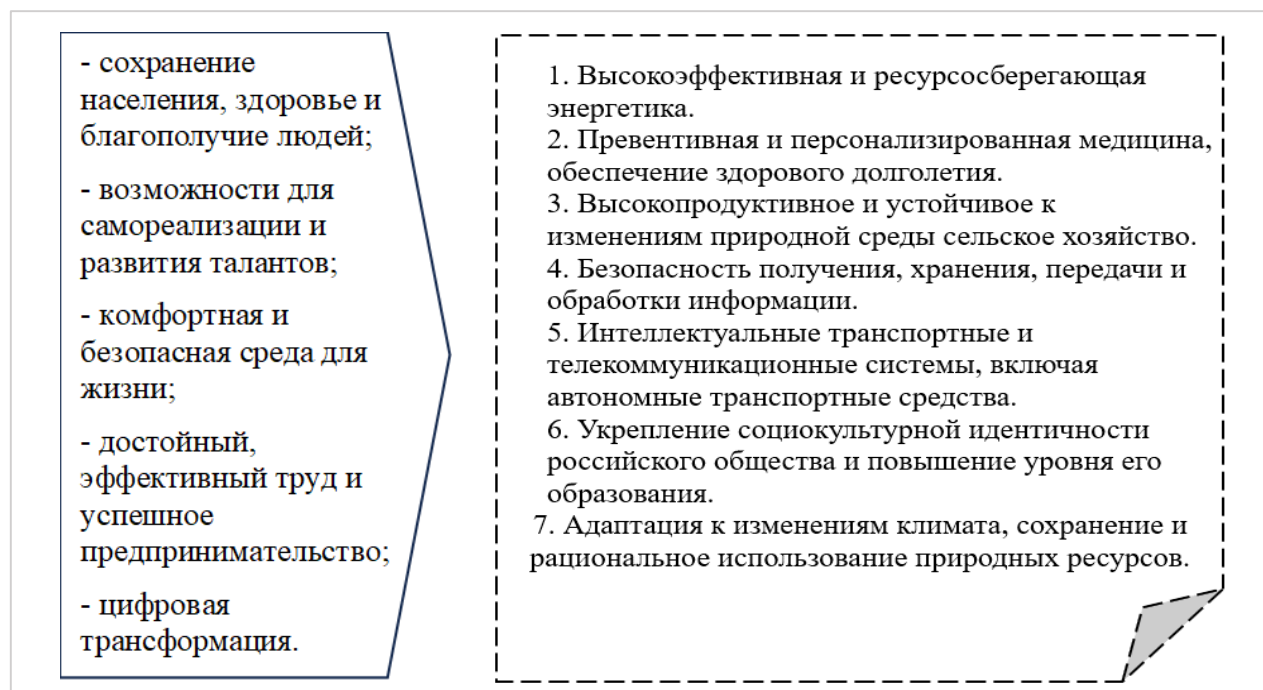 - сохранение
населения, здоровье и
благополучие людей;
- возможности для
самореализации и
развития талантов;
- комфортная и
безопасная среда для
жизни;
- достойный,
эффективный труд и
успешное
предпринимательство;
- цифровая
трансформация.
1. Высокоэффективная и ресурсосберегающая
энергетика.
2. Превентивная и персонализированная медицина,
обеспечение здорового долголетия.
3. Высокопродуктивное и устойчивое к
изменениям природной среды сельское хозяйство.
4. Безопасность получения, хранения, передачи и
обработки информации.
5. Интеллектуальные транспортные и
телекоммуникационные системы, включая
автономные транспортные средства.
6. Укрепление социокультурной идентичности
российского общества и повышение уровня его
образования.
7. Адаптация к изменениям климата, сохранение и
рациональное использование природных ресурсов.